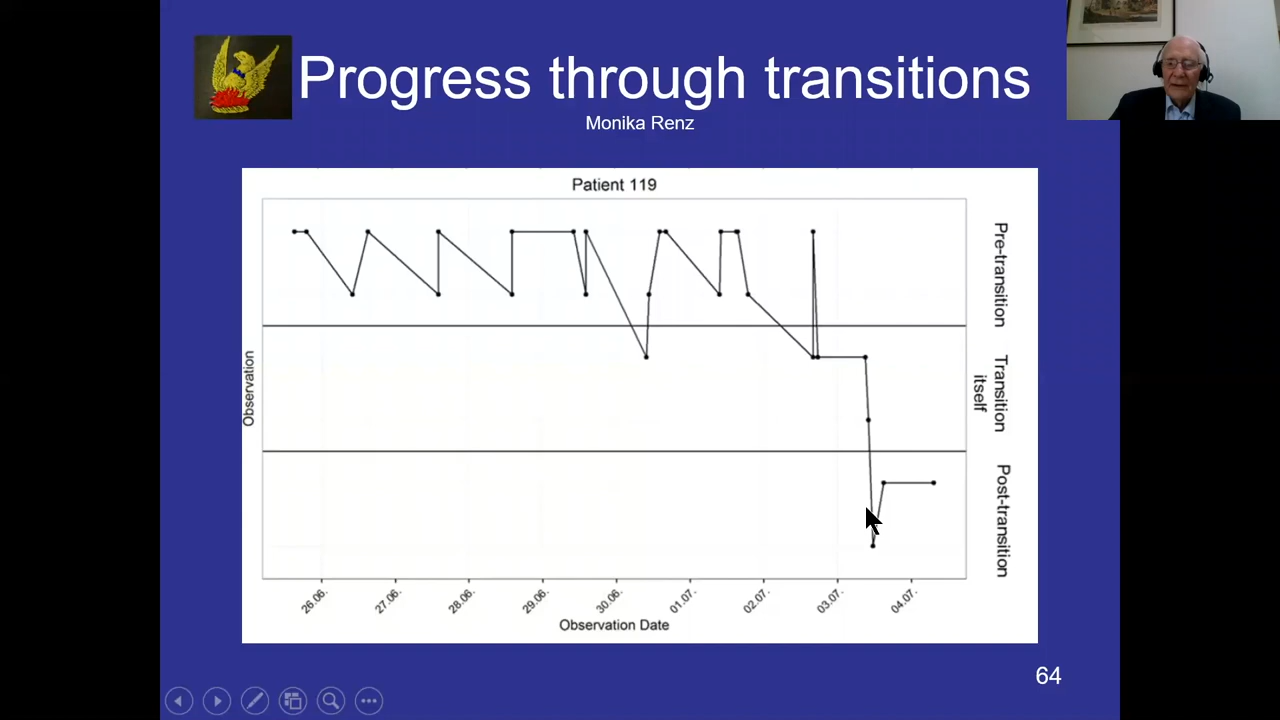 Progress through transitions
Monika Renz
Patient 119
Pre-transition
Observation
Transition
itself
Post-transition
26.06.
27.06.
28.06.
29.06.
30.06.
01.07.
02.07.
03.07.
04.07.
Observation Date
64